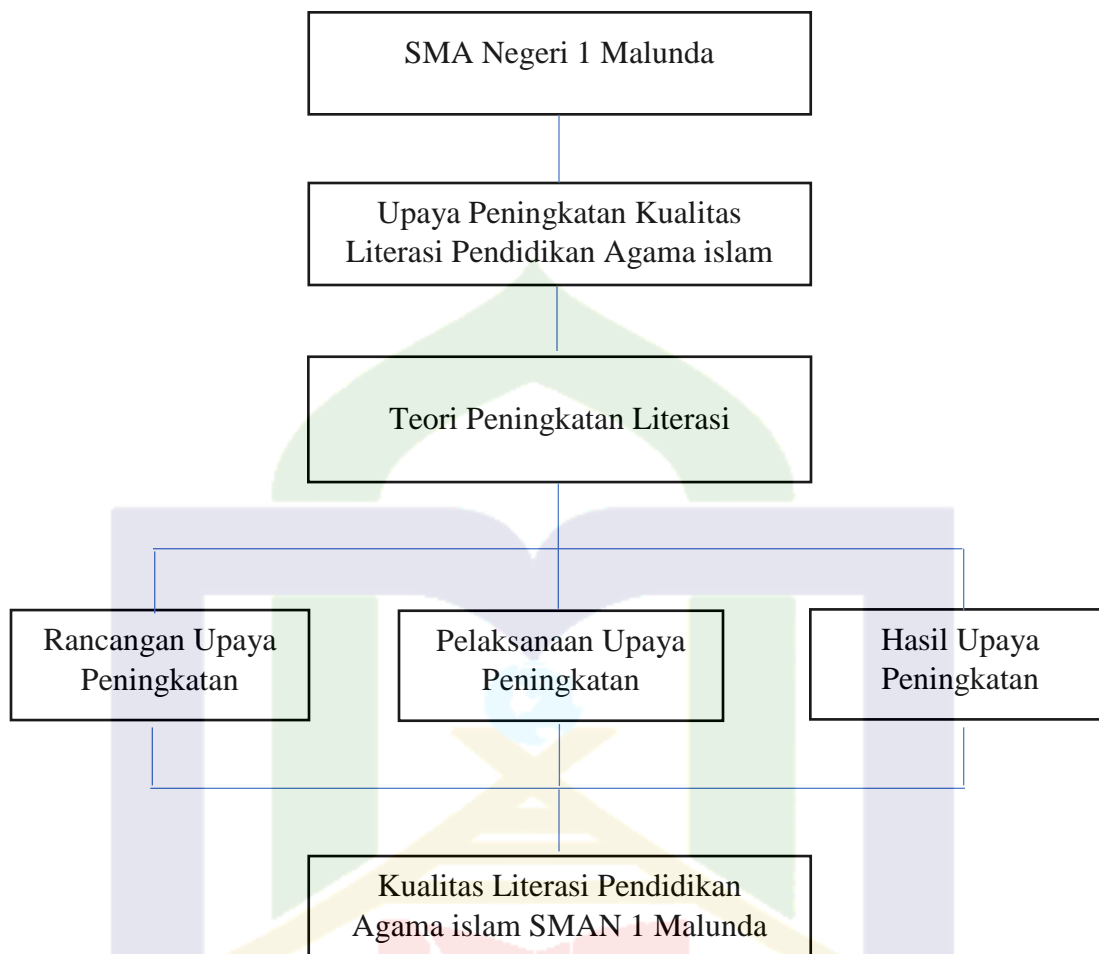 SMA Negeri 1 Malunda
Upaya Peningkatan Kualitas
Literasi Pendidikan Agama islam
Teori Peningkatan Literasi
Rancangan Upaya
Peningkatan
Pelaksanaan Upaya
Peningkatan
Hasil Upaya
Peningkatan
Kualitas Literasi Pendidikan
Agama islam SMAN 1 Malunda